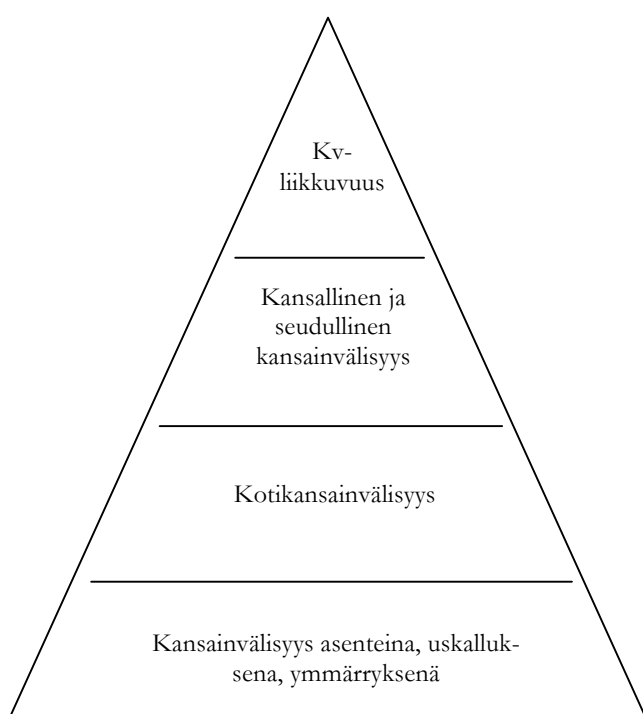 Kv-
liikkuvuus
Kansallinen ja
seudullinen
kansainvälisyys
Kotikansainvälisyys
Kansainvälisyys asenteina, uskalluk-
sena, ymmärryksenä